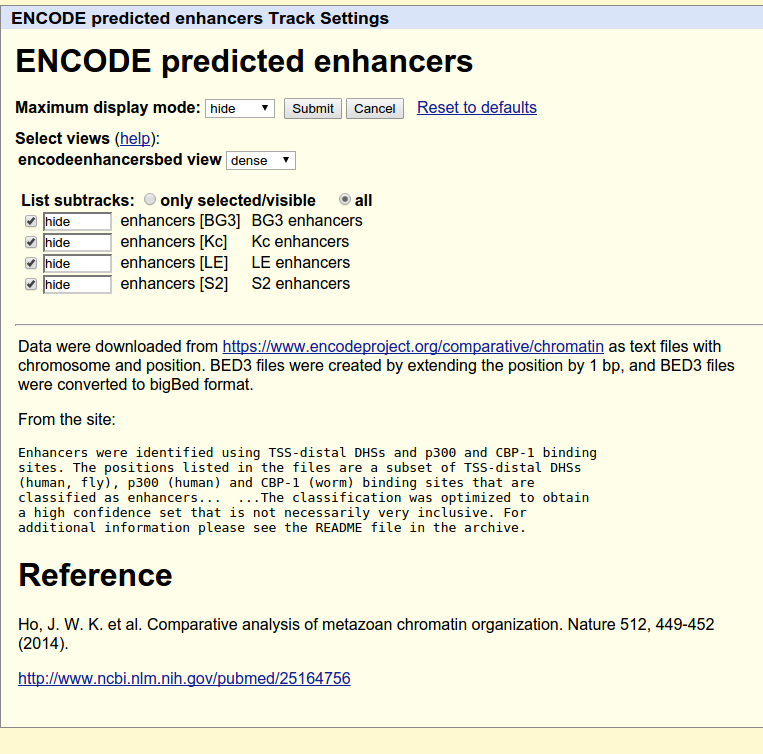 ENCODE predicted enhancers Track Settings
ENCODE predicted enhancers
Maximum display mode: hide Submit Cancel Reset to defaults
Select views (help):
encodeenhancersbed view dense
List subtracks: only selected/visible all
hide enhancers [BG3] BG3 enhancers
hide enhancers [Kc] Kc enhancers
hide enhancers [LE] LE enhancers
hide enhancers [S2] S2 enhancers
Data were downloaded from https://www.encodeproject.org/comparative/chromatin as text files with
chromosome and position. BED3 files were created by extending the position by 1 bp, and BED3 files
were converted to bigBed format.
From the site:
Enhancers were identified using TSS-distal DHSs and p300 and CBP-1 binding
sites. The positions listed in the files are a subset of TSS-distal DHSs
(human, fly), p300 (human) and CBP-1 (worm) binding sites that are
classified as enhancers... ...The classification was optimized to obtain
a high confidence set that is not necessarily very inclusive. For
additional information please see the README file in the archive.
Reference
Ho, J. W. K. et al. Comparative analysis of metazoan chromatin organization. Nature 512, 449-452
(2014).
http://www.ncbi.nlm.nih.gov/pubmed/25164756